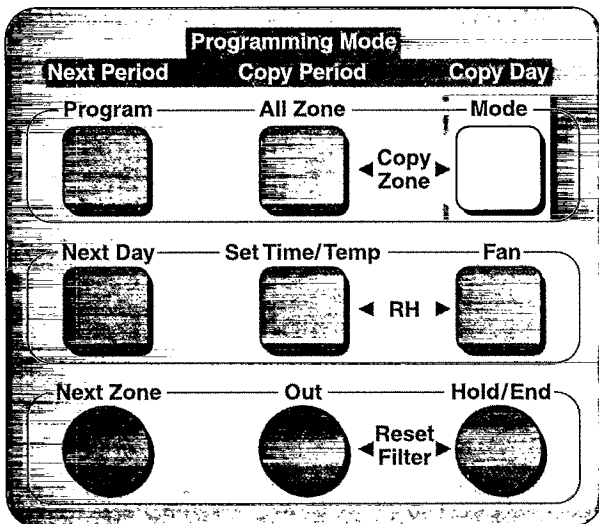 Programming Mode
Next Period Copy Period Copy Day
Program All Zone Mode
◄ Copy ►
Zone
Next Day Set Time/Temp Fan
◄ RH ►
Next Zone Out Hold/End
◄ Reset ►
Filter